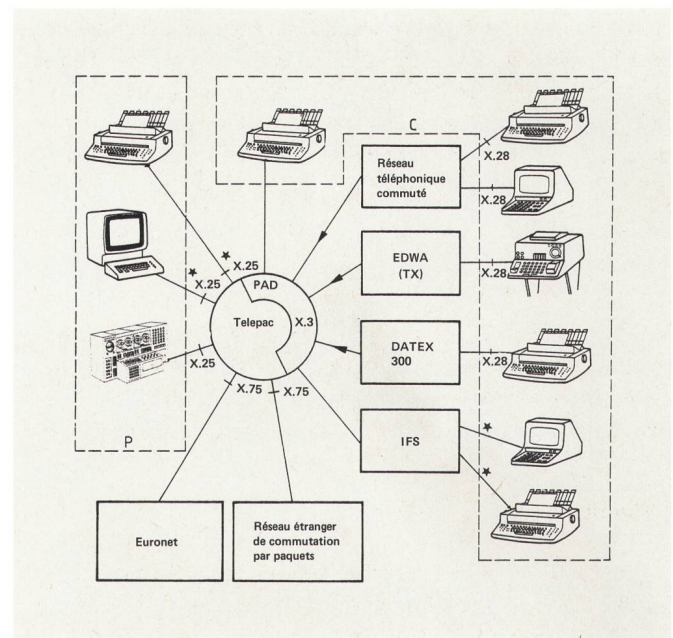 C
X.28
Réseau
téléphonique
commuté
X.28
★
★ X.25
X.25
PAD
EDWA
(TX)
X.28
Telepac
X.3
DATEX
300
X.28
X.25
X.75
X.75
P
IFS
★
★
Euronet
Réseau étranger
de commutation
par paquets